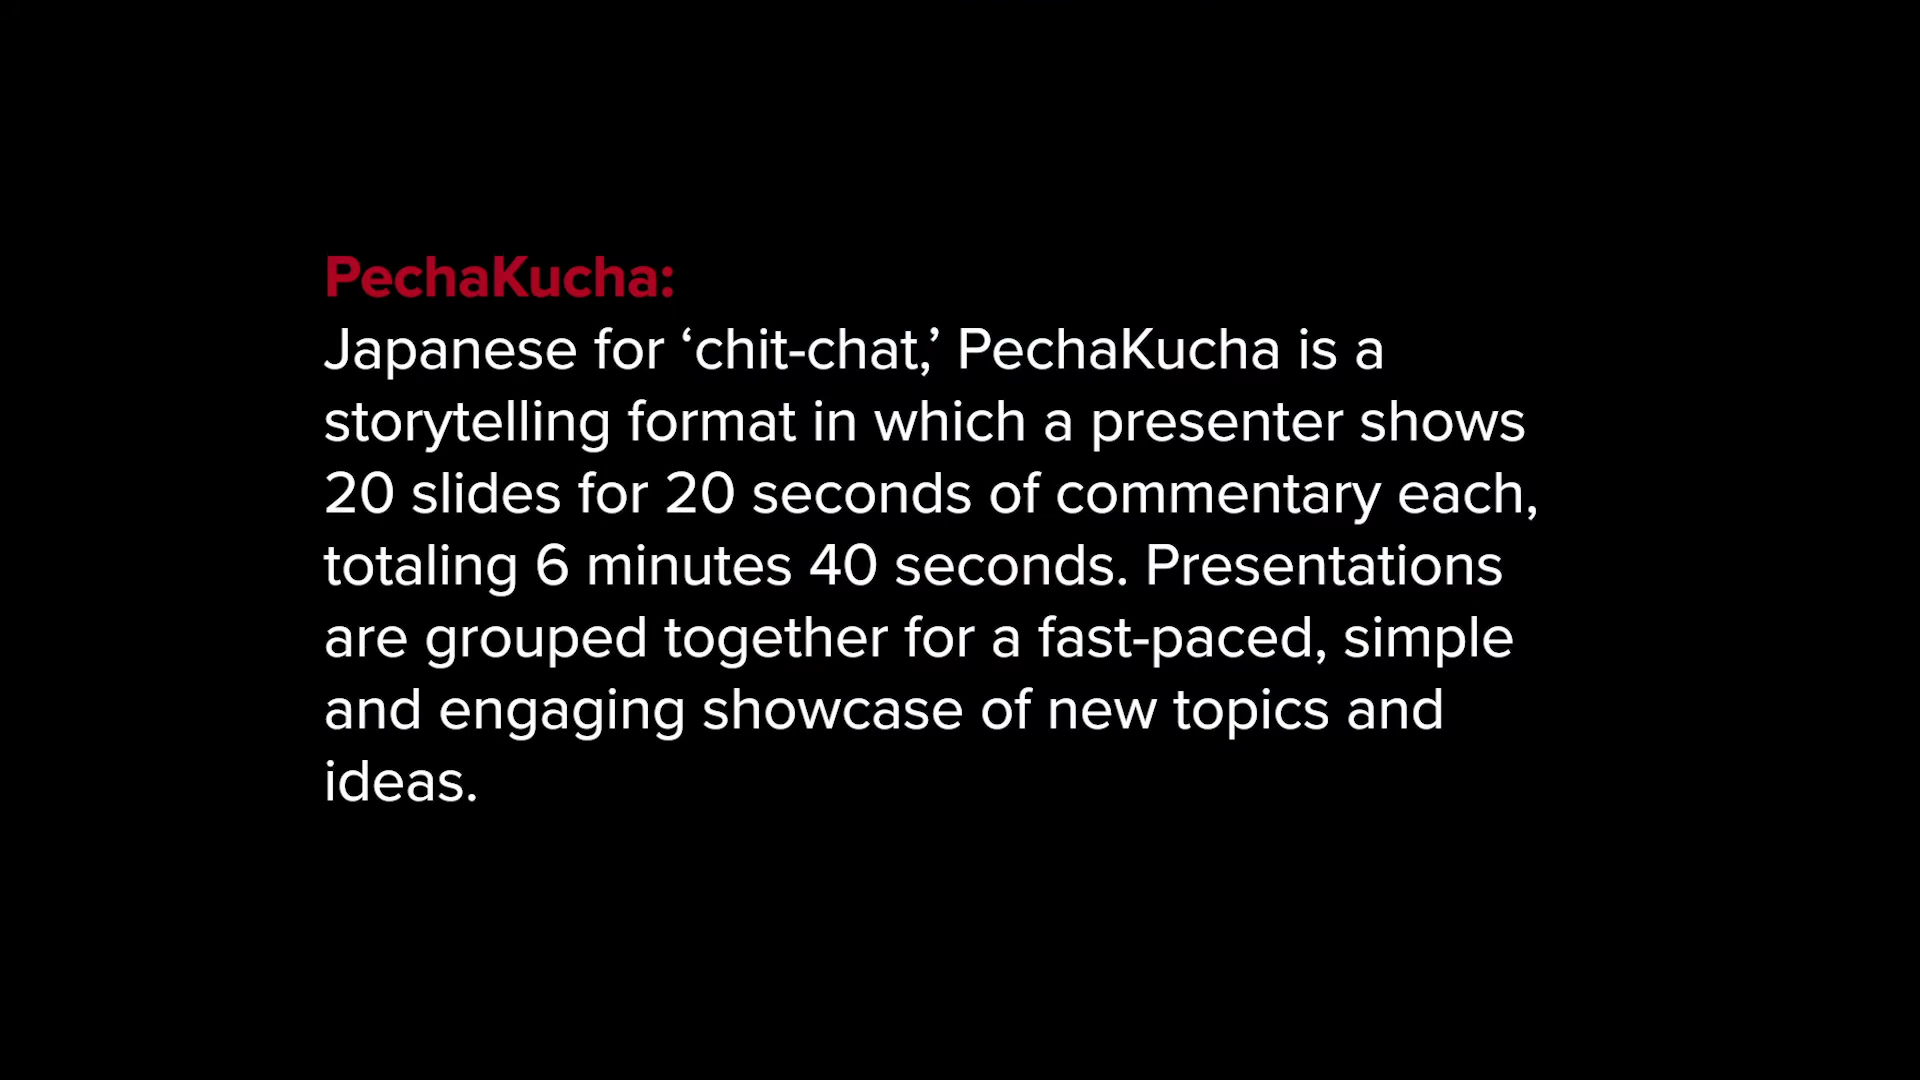 PechaKucha:
Japanese for ‘chit-chat,’ PechaKucha is a
storytelling format in which a presenter shows
20 slides for 20 seconds of commentary each,
totaling 6 minutes 40 seconds. Presentations
are grouped together for a fast-paced, simple
and engaging showcase of new topics and
ideas.